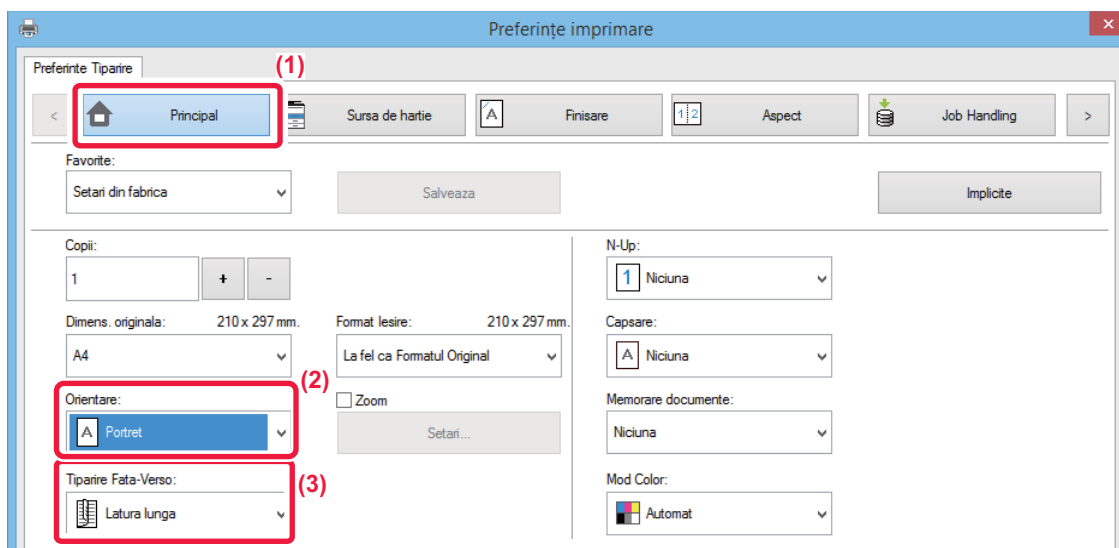 Preferințe imprimare
×
Preferinte Tiparire
(1)
< Principal Sursa de hartie A Finisare 1 2 Aspect Job Handling >
Favorite:
Setari din fabrica Salveaza Implicite
Copii: N-Up:
1 + - 1 Niciuna
Dimens. originala: 210 x 297 mm. Format Iesire: 210 x 297 mm. Capsare:
A4 La fel ca Formatul Original A Niciuna
(2)
Orientare: Zoom Memorare documente:
A Portret Setari... Niciuna
Tiparire Fata-Verso: (3) Mod Color:
Latura lunga Automat